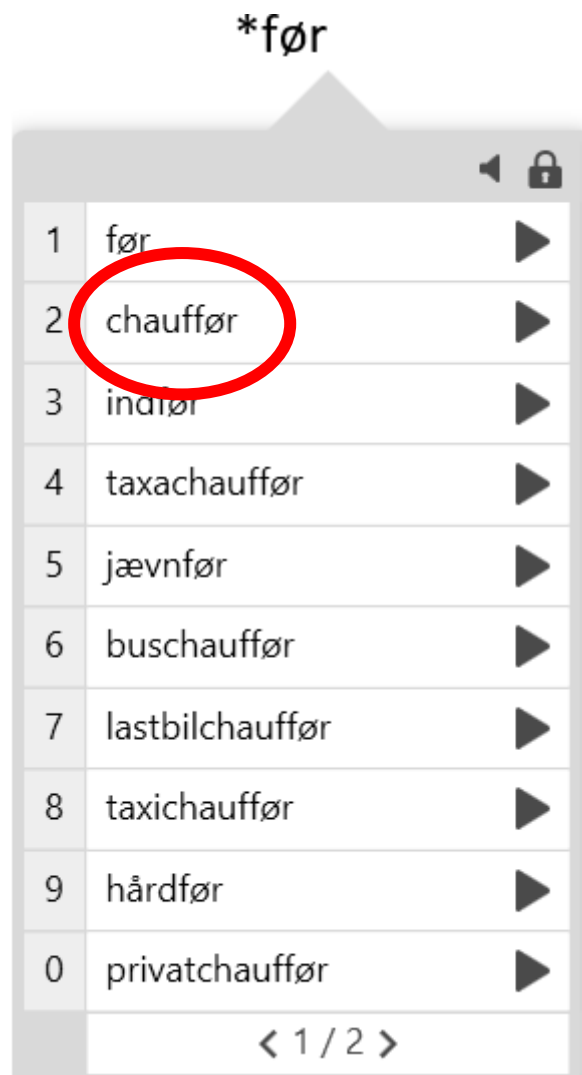 *før
1 før
2 chauffør
3 indfør
4 taxachauffør
5 jævnfør
6 buschauffør
7 lastbilchauffør
8 taxichauffør
9 hårdfør
0 privatchauffør
< 1 / 2 >